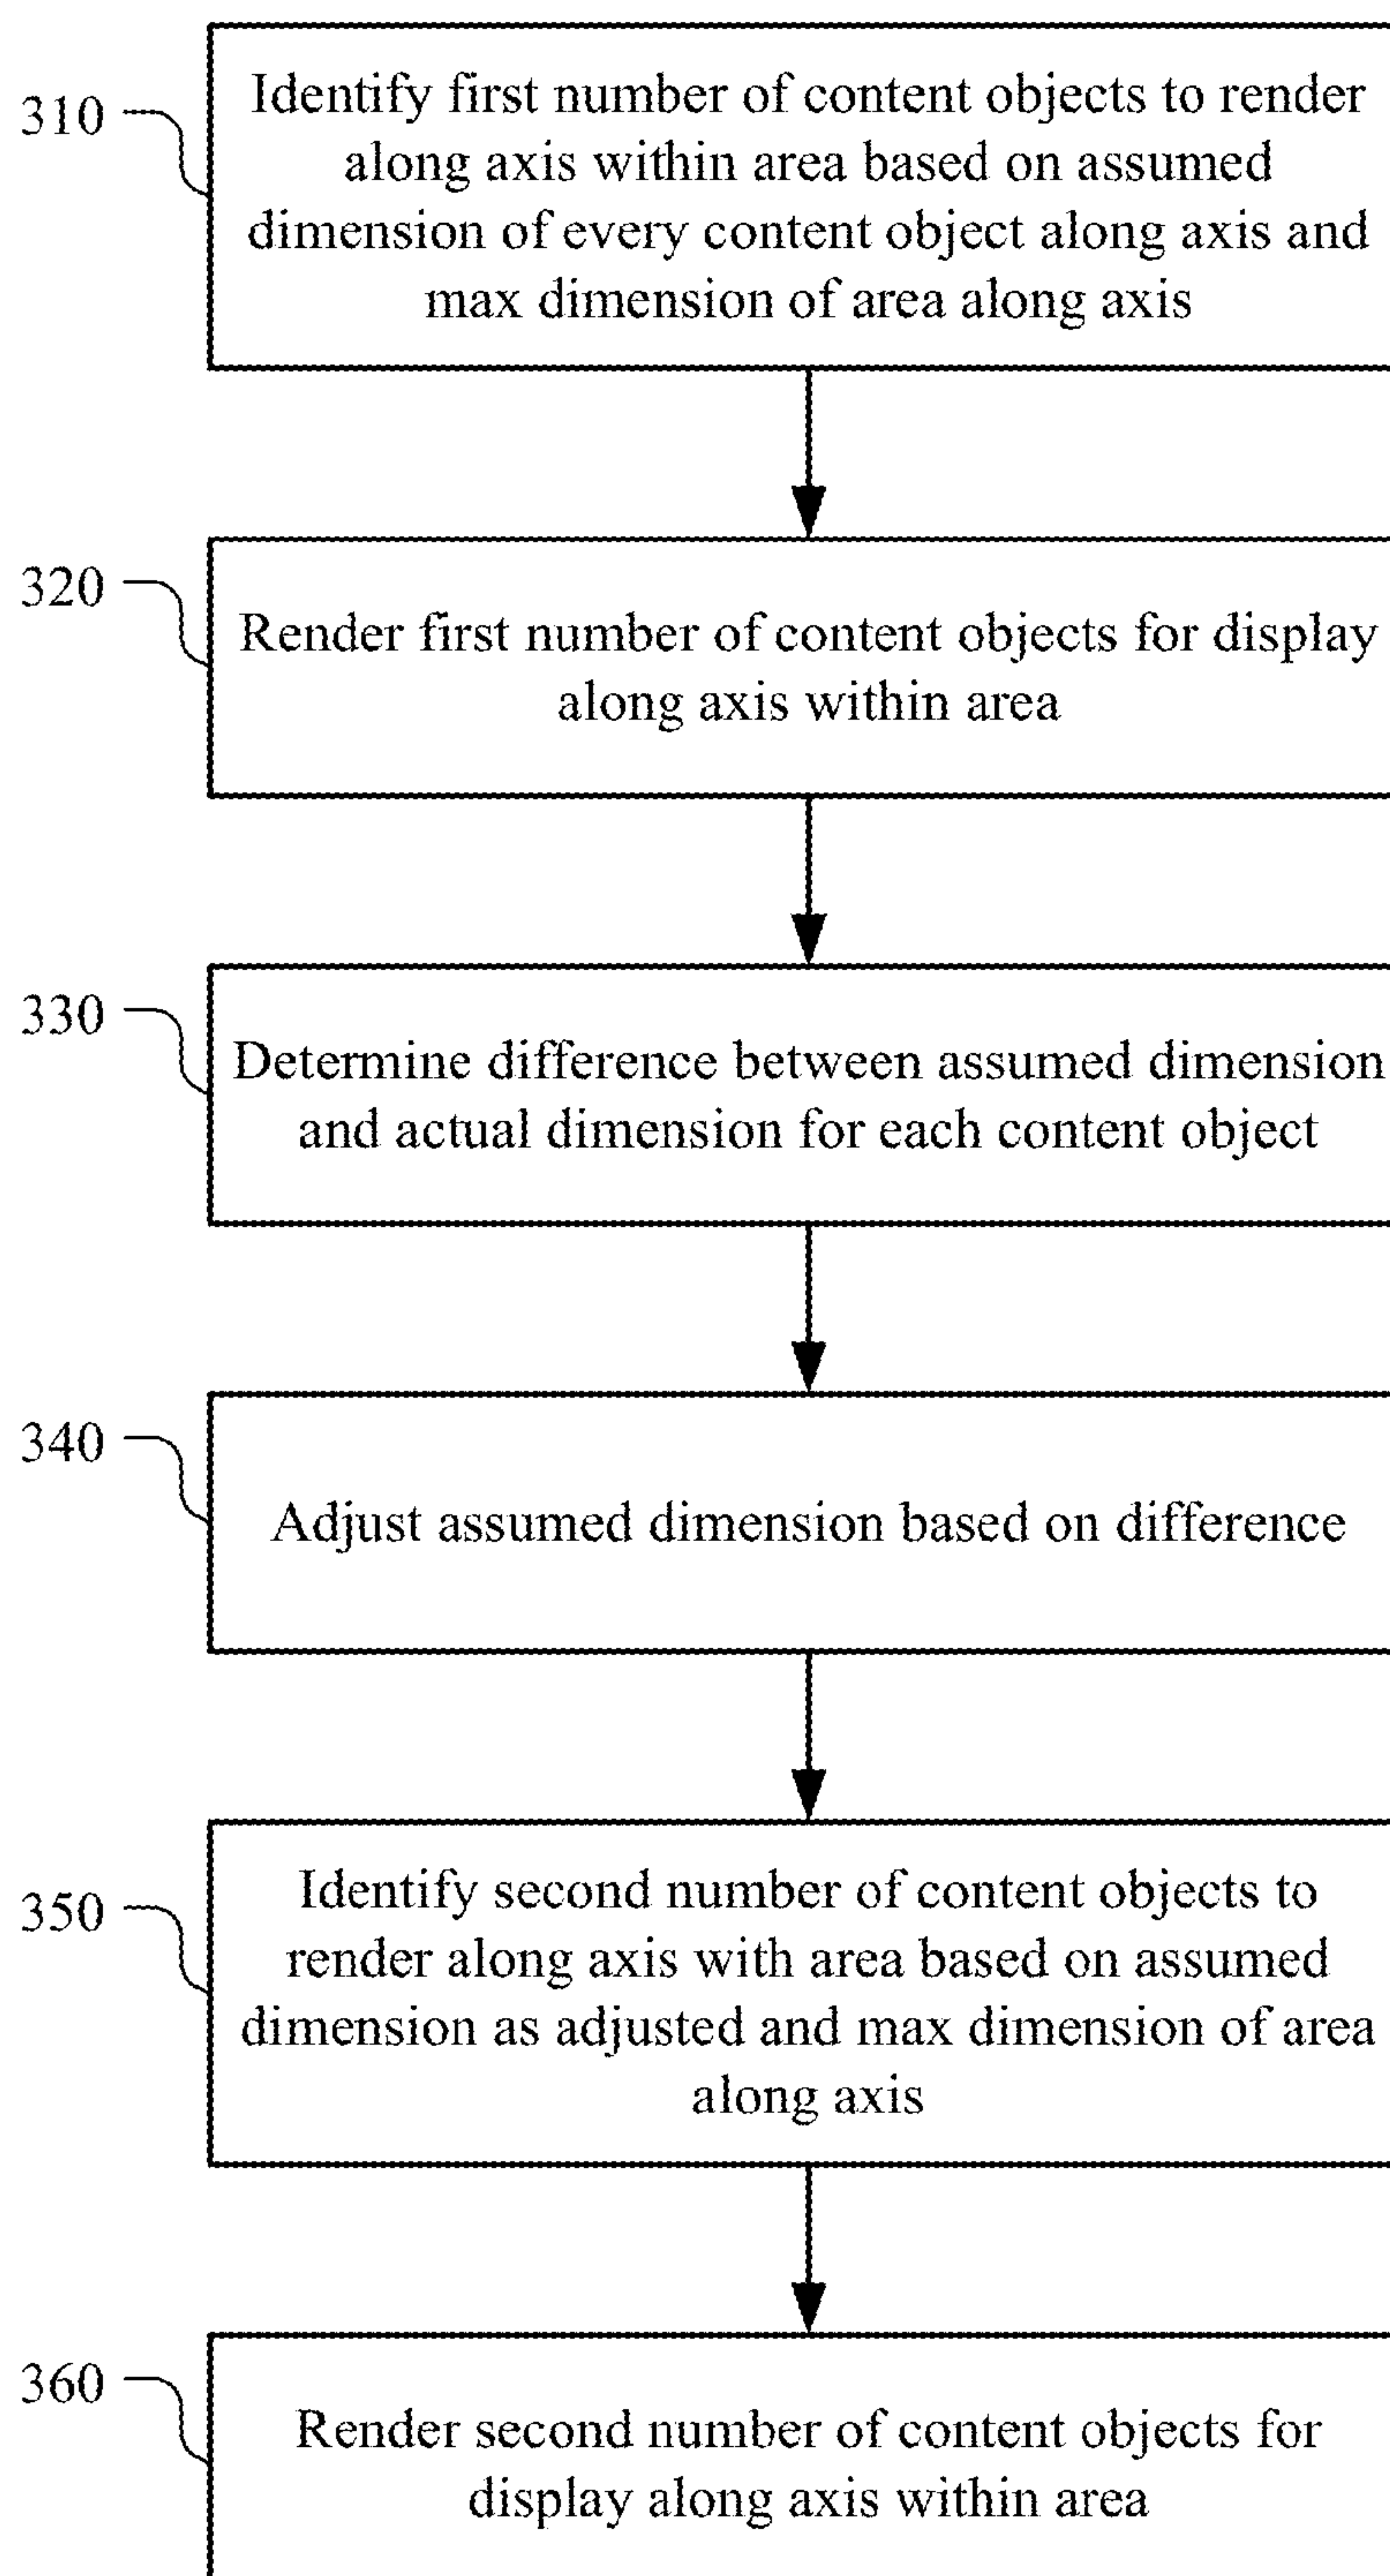 310
Identify first number of content objects to render
along axis within area based on assumed
dimension of every content object along axis and
max dimension of area along axis
320
Render first number of content objects for display
along axis within area
330
Determine difference between assumed dimension
and actual dimension for each content object
340
Adjust assumed dimension based on difference
350
Identify second number of content objects to
render along axis with area based on assumed
dimension as adjusted and max dimension of area
along axis
360
Render second number of content objects for
display along axis within area